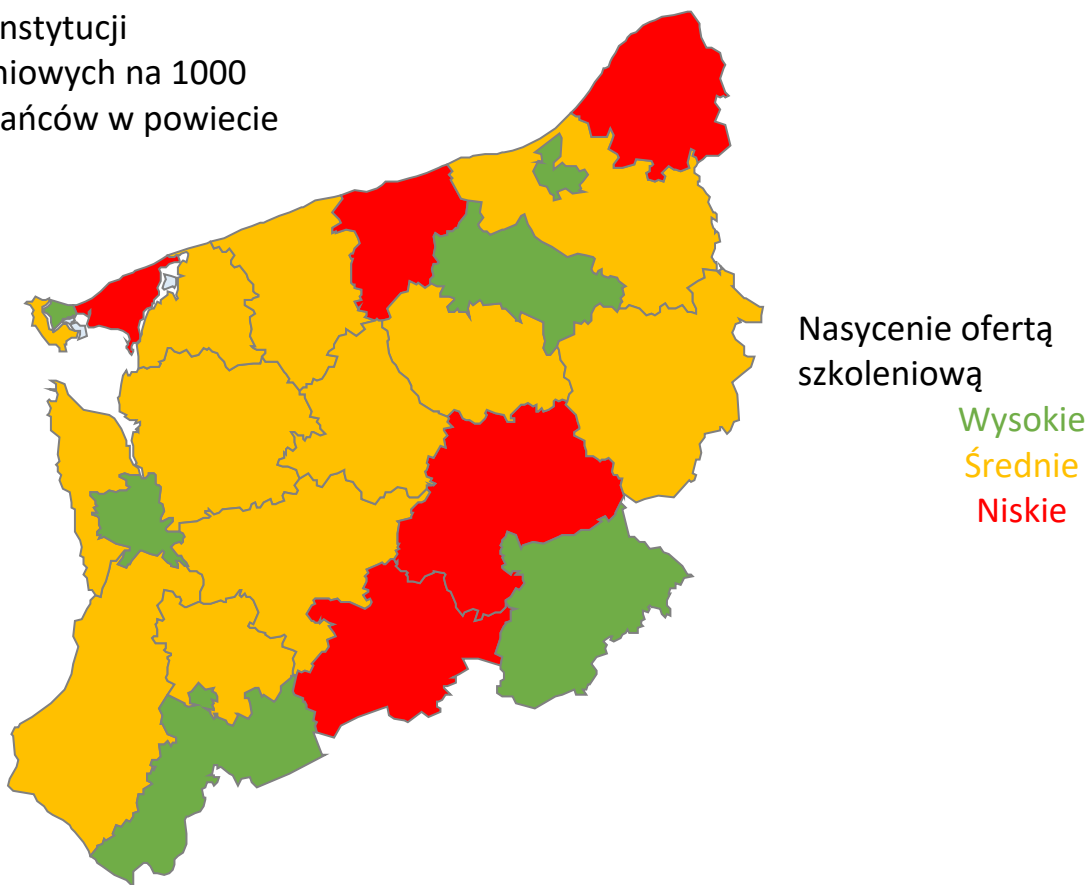 nstytucji
niowych na 1000
ańców w powiecie
Nasycenie ofertą
szkoleniową
Wysokie
Średnie
Niskie